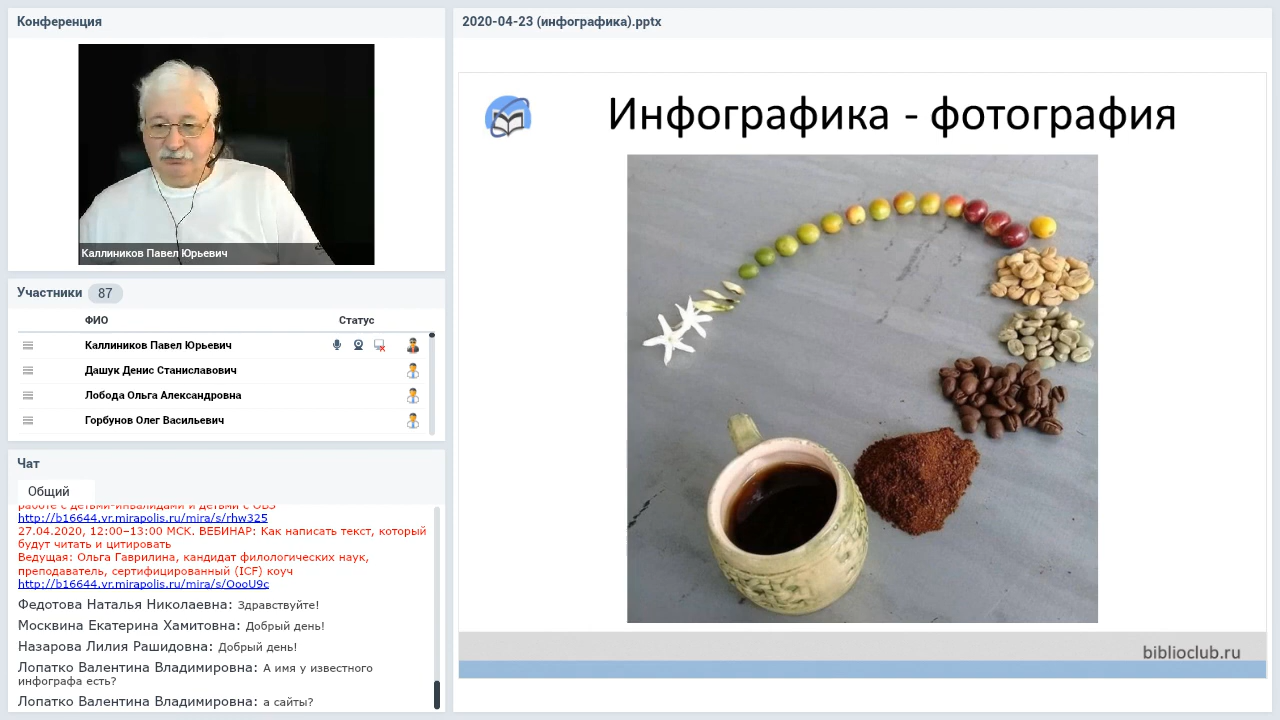 Конференция
Каллиников Павел Юрьевич
Участники 87
ФИО Статус
Каллиников Павел Юрьевич
Дашук Денис Станиславович
Лобода Ольга Александровна
Горбунов Олег Васильевич
Чат
Общий
работе с детьми-инвалидами и детьми с ОВЗ
http://b16644.vr.mirapolis.ru/mira/s/rhw325
27.04.2020, 12:00–13:00 МСК. ВЕБИНАР: Как написать текст, который
будут читать и цитировать
Ведущая: Ольга Гаврилина, кандидат филологических наук,
преподаватель, сертифицированный (ICF) коуч
http://b16644.vr.mirapolis.ru/mira/s/OooU9c
Федотова Наталья Николаевна: Здравствуйте!
Москвина Екатерина Хамитовна: Добрый день!
Назарова Лилия Рашидовна: Добрый день!
Лопатко Валентина Владимировна: А имя у известного
инфографа есть?
Лопатко Валентина Владимировна: а сайты?
2020-04-23 (инфографика).pptx
Инфографика - фотография
biblioclub.ru